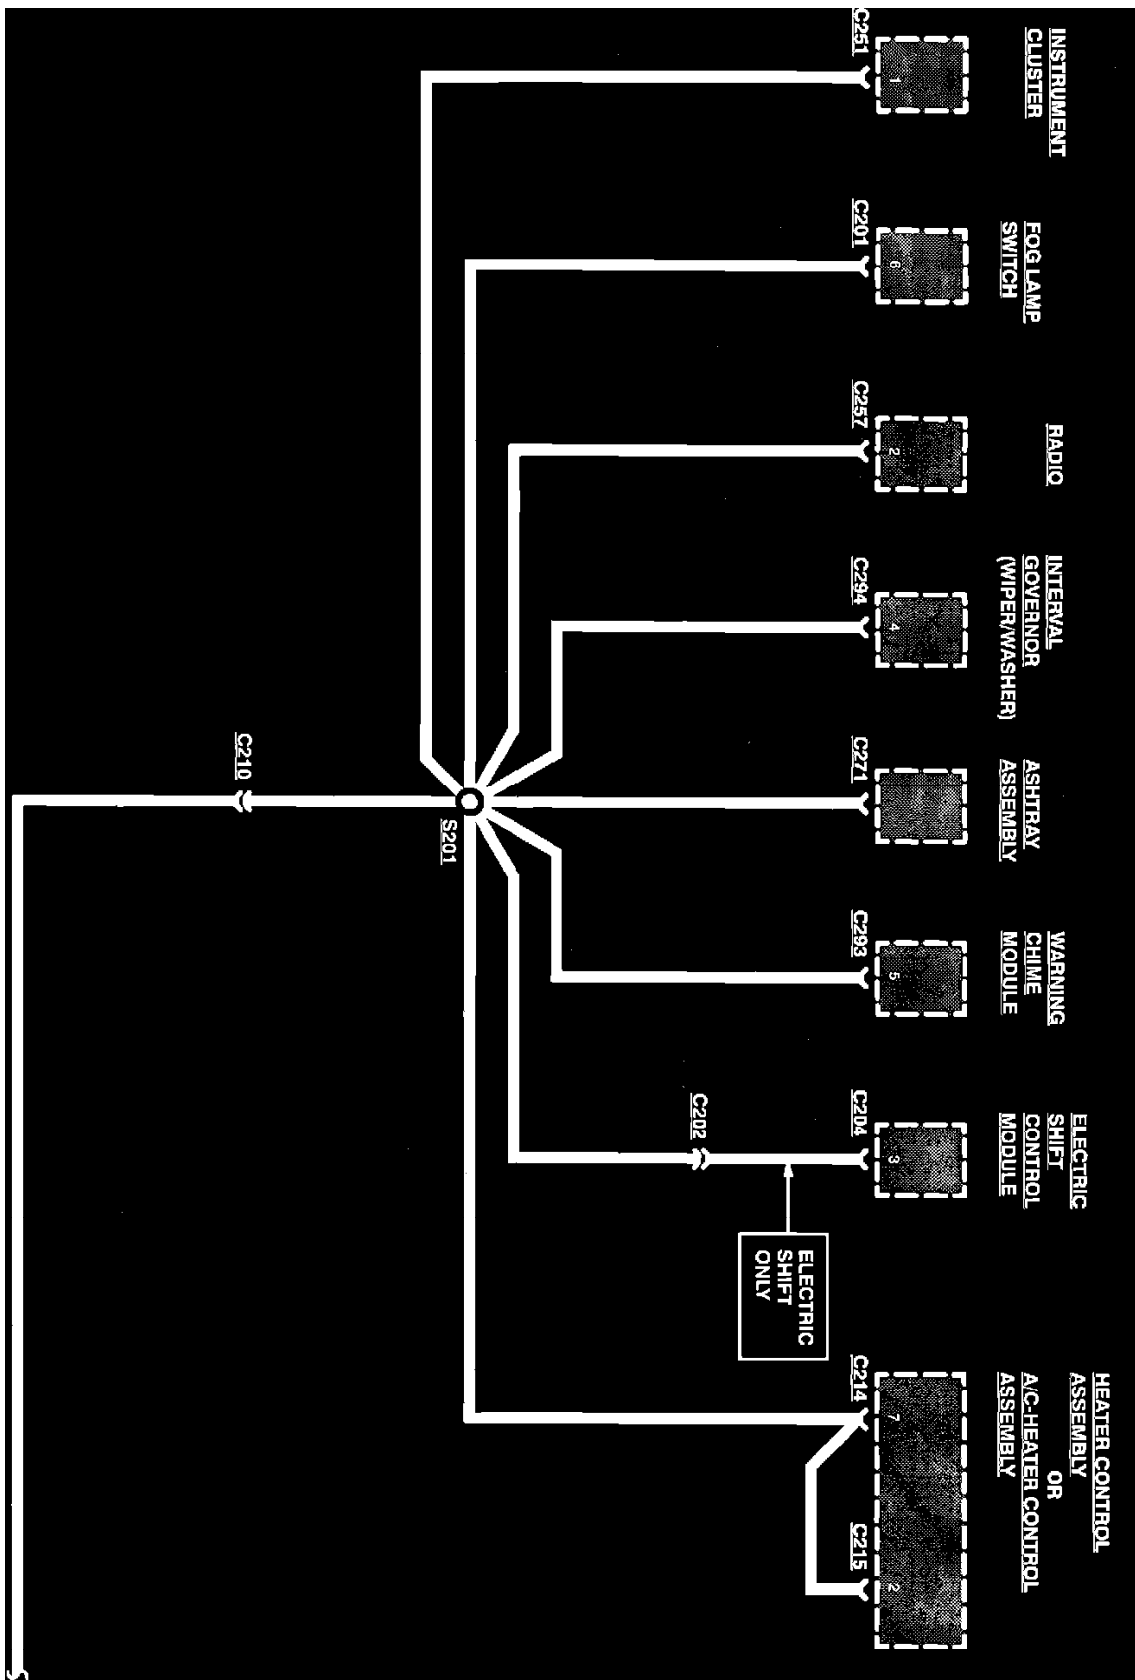 INSTRUMENT
CLUSTER
C251
1
FOG LAMP
SWITCH
C201
6
RADIO
C257
2
INTERVAL
GOVERNOR
(WIPER/WASHER)
C294
4
ASHTRAY
ASSEMBLY
C271
WARNING
CHIME
MODULE
C293
5
ELECTRIC
SHIFT
CONTROL
MODULE
C204
3
C202
ELECTRIC
SHIFT
ONLY
HEATER CONTROL
ASSEMBLY
OR
A/C-HEATER CONTROL
ASSEMBLY
C214
7
C215
2
S201
C210